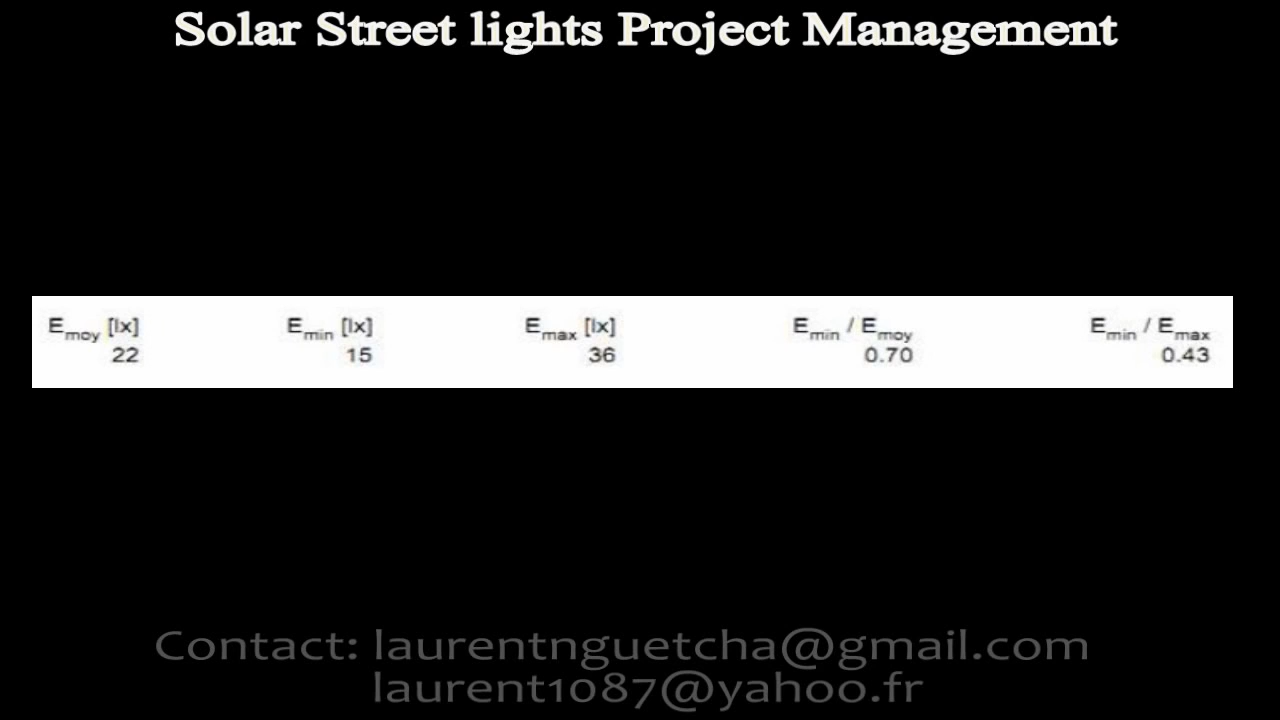 Solar Street lights Project Management
Emoy [lx] Emin [lx] Emax [lx] Emin / Emoy Emin / Emax
22 15 36 0.70 0.43
Contact: laurentnguetcha@gmail.com
laurent1087@yahoo.fr